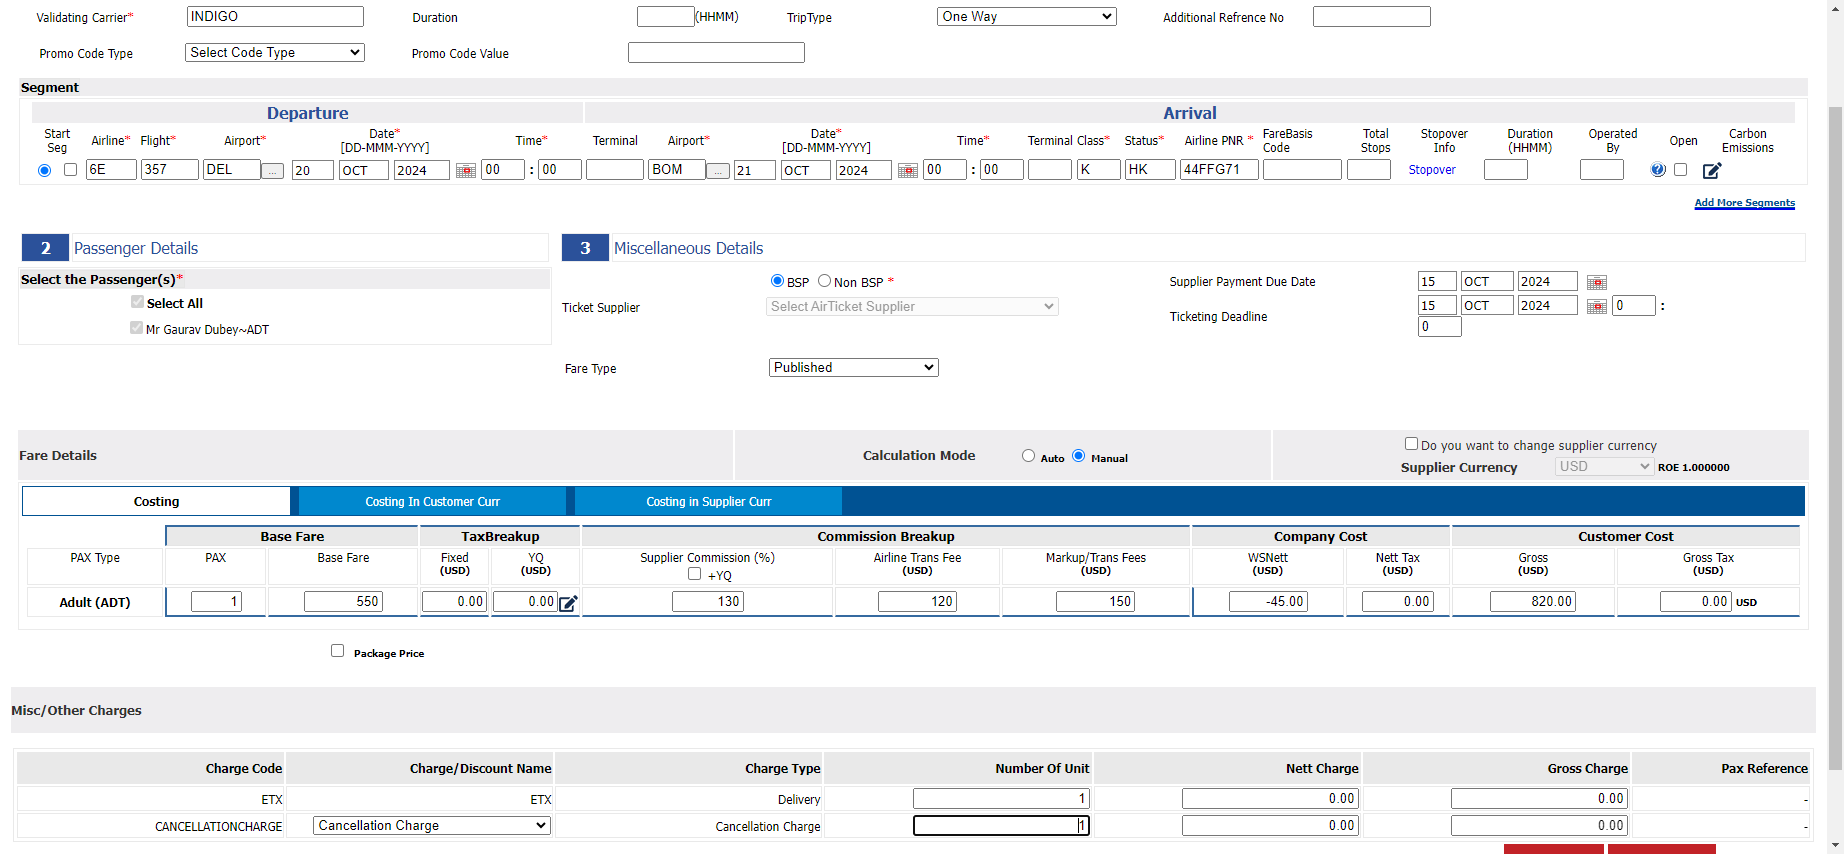 Validating Carrier* INDIGO Duration (HHMM) TripType One Way Additional Refrence No
Promo Code Type Select Code Type Promo Code Value
Segment
Departure Arrival
Start Seg Airline* Flight* Airport* Date* [DD-MMM-YYYY] Time* Terminal Airport* Date* [DD-MMM-YYYY] Time* Terminal Class* Status* Airline PNR * FareBasis Code Total Stops Stopover Info Duration (HHMM) Operated By Open Carbon Emissions
6E 357 DEL ... 20 OCT 2024 00 : 00 BOM ... 21 OCT 2024 00 : 00 K HK 44FFG71 Stopover ?
Add More Segments
2 Passenger Details 3 Miscellaneous Details
Select the Passenger(s)*
Select All
Mr Gaurav Dubey~ADT
BSP Non BSP *
Ticket Supplier Select AirTicket Supplier
Supplier Payment Due Date 15 OCT 2024
Ticketing Deadline 15 OCT 2024 0 :
0
Fare Type Published
Fare Details Calculation Mode Auto Manual Do you want to change supplier currency
Supplier Currency USD ROE 1.000000
Costing Costing In Customer Curr Costing in Supplier Curr
Base Fare TaxBreakup Commission Breakup Company Cost Customer Cost
PAX Type PAX Base Fare Fixed (USD) YQ (USD) Supplier Commission (%) +YQ Airline Trans Fee (USD) Markup/Trans Fees (USD) WSNett (USD) Nett Tax (USD) Gross (USD) Gross Tax (USD)
Adult (ADT) 1 550 0.00 0.00 130 120 150 -45.00 0.00 820.00 0.00 USD
Package Price
Misc/Other Charges
Charge Code Charge/Discount Name Charge Type Number Of Unit Nett Charge Gross Charge Pax Reference
ETX ETX Delivery 1 0.00 0.00 -
CANCELLATIONCHARGE Cancellation Charge Cancellation Charge 1 0.00 0.00 -